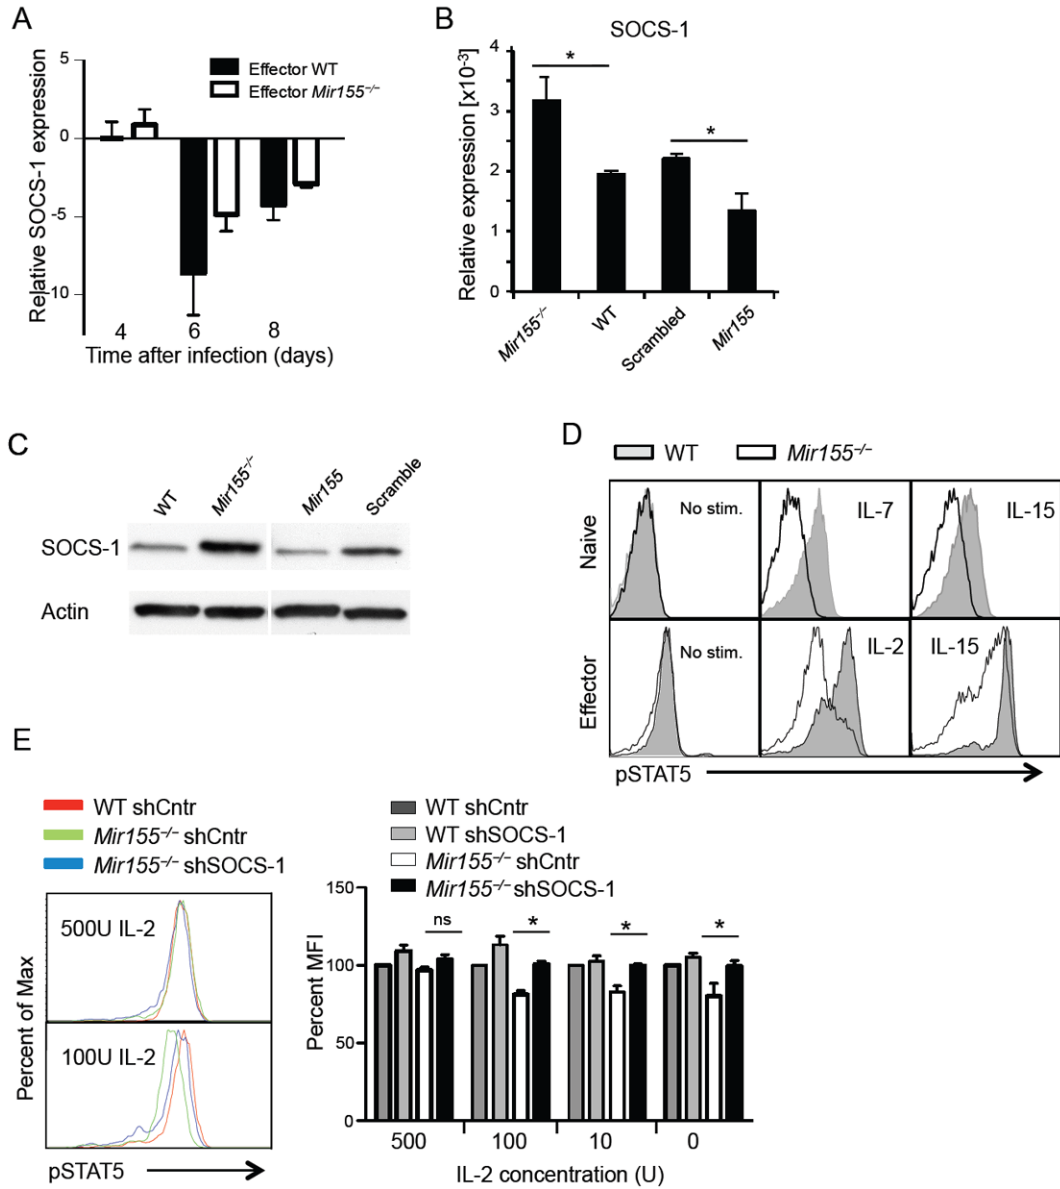 A
5
0
-5
-10
Relative SOCS-1 expression
Effector WT
Effector Mir155⁻/⁻
4 6 8
Time after infection (days)
B
SOCS-1
Relative expression [x10⁻³]
4
3
2
1
0
*
*
Mir155⁻/⁻
WT
Scrambled
Mir155
C
WT
Mir155⁻/⁻
Mir155
Scramble
SOCS-1
Actin
D
WT
Mir155⁻/⁻
Naive
No stim.
IL-7
IL-15
Effector
No stim.
IL-2
IL-15
pSTAT5
E
WT shCntr
Mir155⁻/⁻ shCntr
Mir155⁻/⁻ shSOCS-1
500U IL-2
100U IL-2
Percent of Max
pSTAT5
WT shCntr
WT shSOCS-1
Mir155⁻/⁻ shCntr
Mir155⁻/⁻ shSOCS-1
Percent MFI
150
100
50
0
ns
*
*
*
500 100 10 0
IL-2 concentration (U)